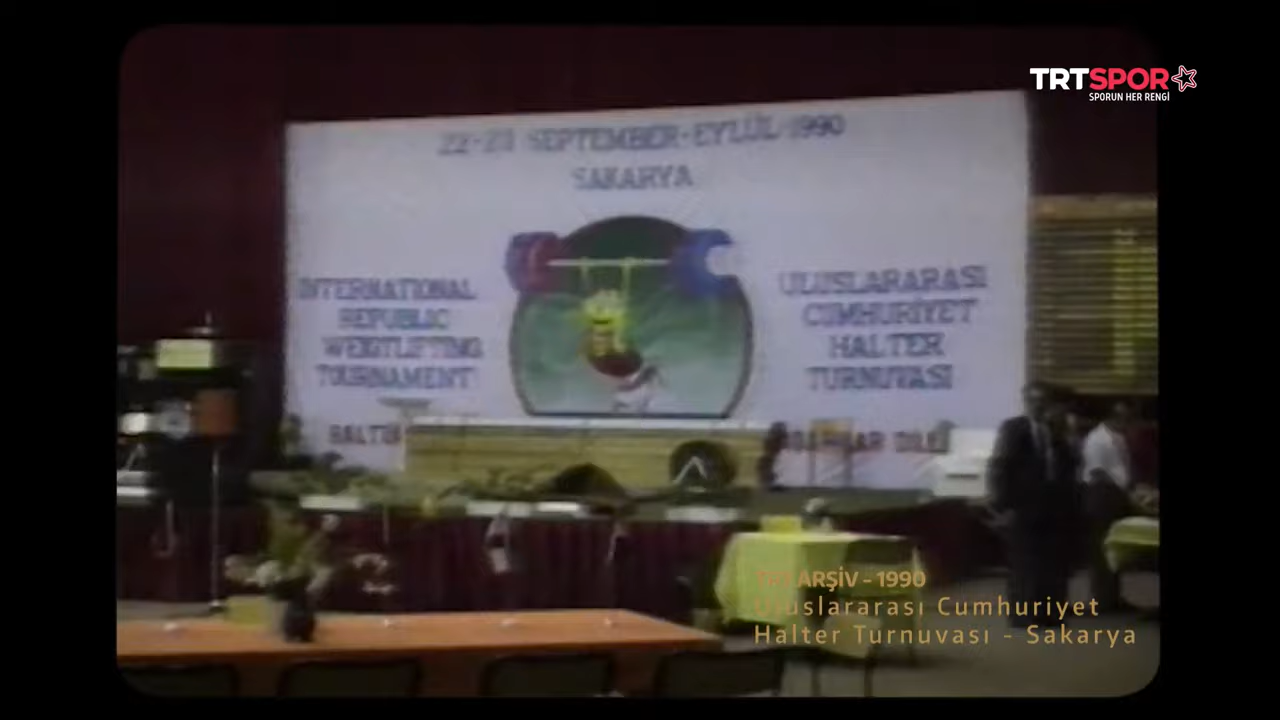 TRTSPOR
SPORUN HER RENGİ
22-23 SEPTEMBER-EYLÜL/1990
SAKARYA
INTERNATIONAL
REPUBLIC
WEIGTLIFTING
TOURNAMENT
ULUSLARARASI
CUMHURİYET
HALTER
TURNUVASI
TRT ARŞİV - 1990
Uluslararası Cumhuriyet
Halter Turnuvası - Sakarya